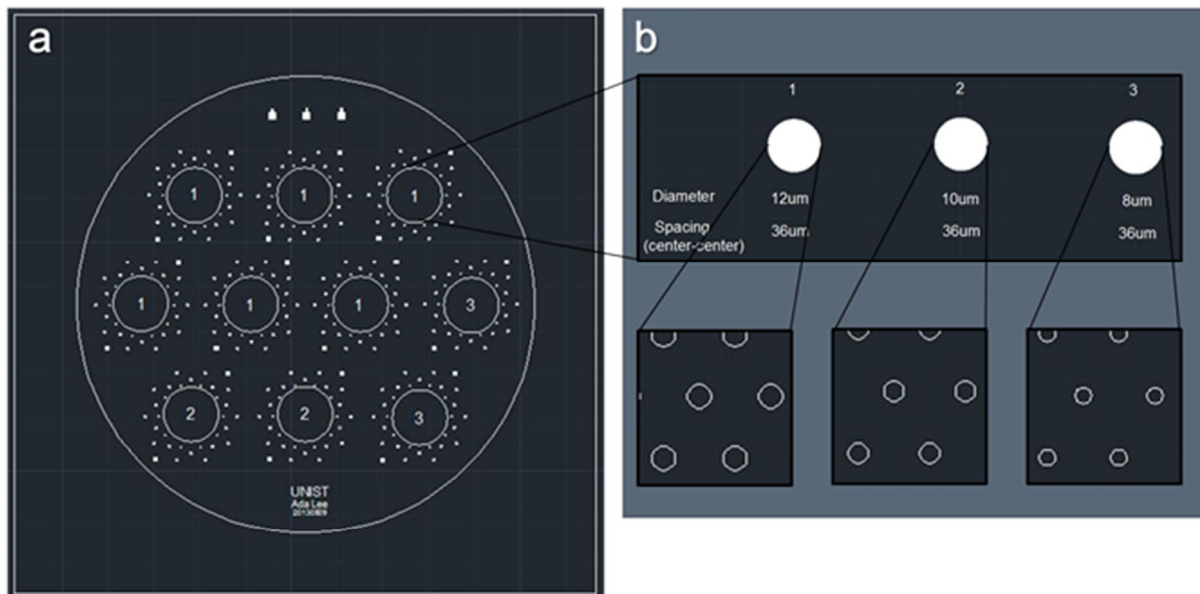 a
1 1 1
1 1 1 3
2 2 3
UNIST
Ada Lee
b
1 2 3
Diameter 12um 10um 8um
Spacing 36um 36um 36um
(center-center)